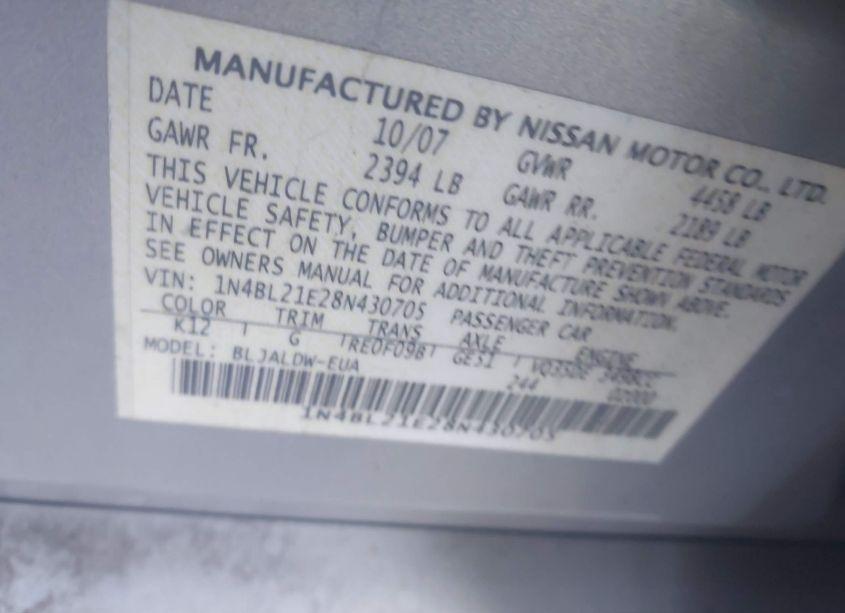 MANUFACTURED BY NISSAN MOTOR CO., LTD.
DATE 10/07 GVWR 4458 LB
GAWR FR. 2394 LB GAWR RR. 2189 LB
THIS VEHICLE CONFORMS TO ALL APPLICABLE FEDERAL MOTOR
VEHICLE SAFETY, BUMPER AND THEFT PREVENTION STANDARDS
IN EFFECT ON THE DATE OF MANUFACTURE SHOWN ABOVE.
SEE OWNERS MANUAL FOR ADDITIONAL INFORMATION.
VIN: 1N4BL21E28N430705 PASSENGER CAR
COLOR TRIM TRANS AXLE ENGINE
K12 G RE0F09B VQ35DE
MODEL: BLJALDW-EUA 244
1N4BL21E28N430705